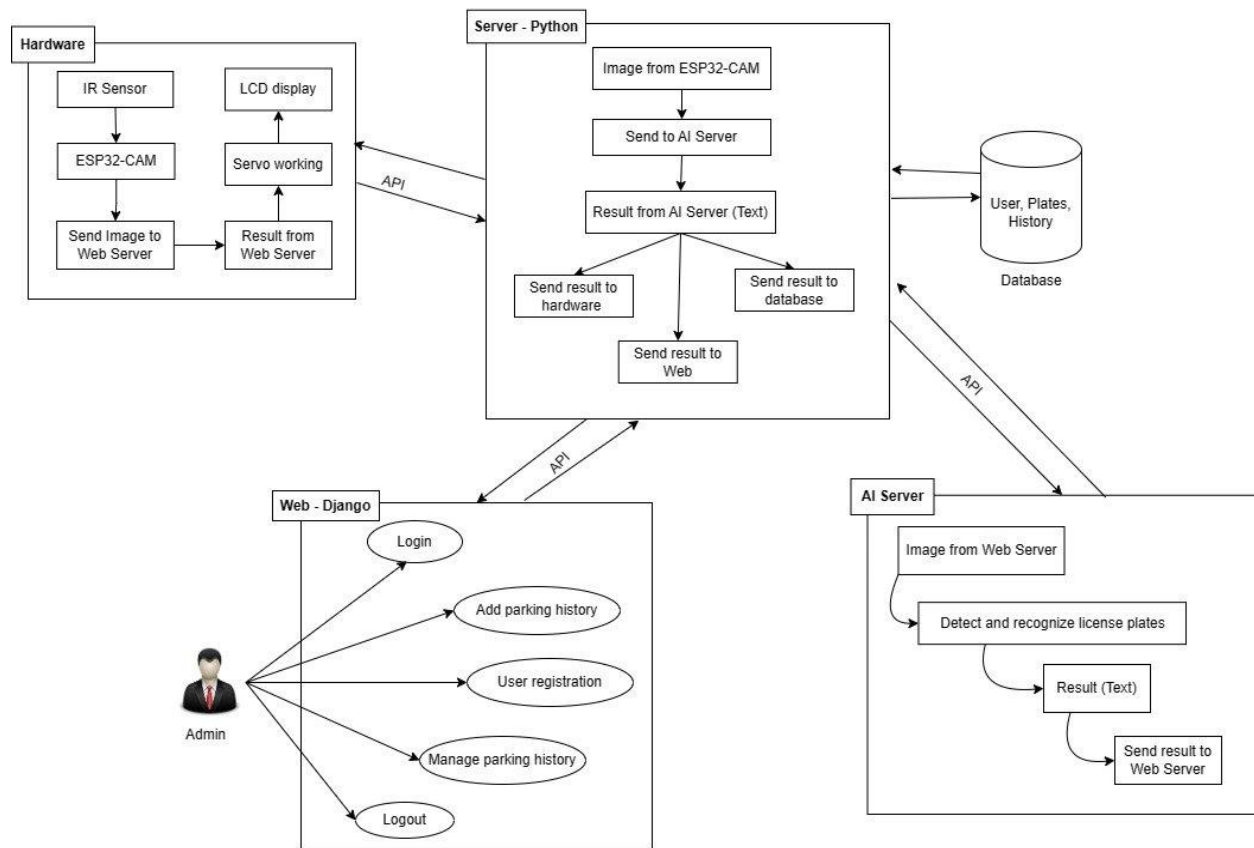 Hardware
IR Sensor
ESP32-CAM
Send Image to
Web Server
Result from
Web Server
Servo working
LCD display
API
Server - Python
Image from ESP32-CAM
Send to AI Server
Result from AI Server (Text)
Send result to
hardware
Send result to
Web
Send result to
database
User, Plates,
History
Database
API
API
Web - Django
Login
Add parking history
User registration
Manage parking history
Logout
Admin
AI Server
Image from Web Server
Detect and recognize license plates
Result (Text)
Send result to
Web Server